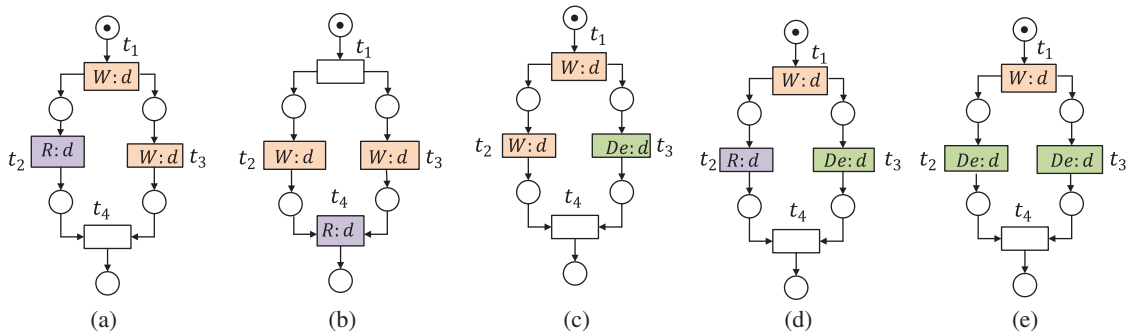 t₁
W: d
R: d
t₂
W: d
t₃
t₄
(a)
t₁
t₂
W: d
W: d
t₃
t₄
R: d
(b)
t₁
W: d
t₂
W: d
De: d
t₃
t₄
(c)
t₁
W: d
t₂
R: d
De: d
t₃
t₄
(d)
t₁
W: d
t₂
De: d
De: d
t₃
t₄
(e)